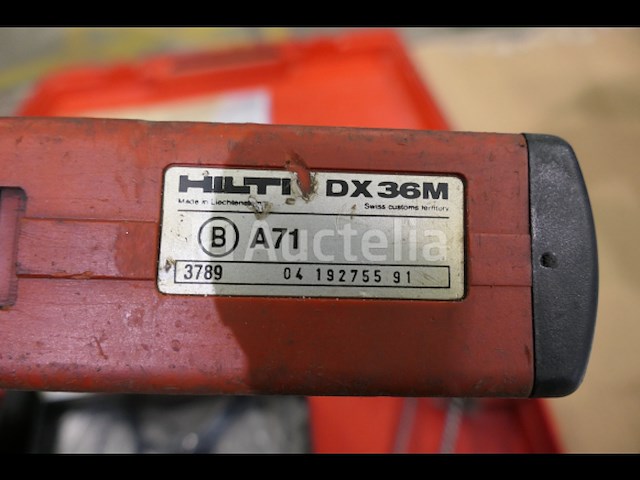 HILTI DX 36M
Made in Liechtenstein Swiss customs territory
B A71
Auctelia
3789 04 192755 91